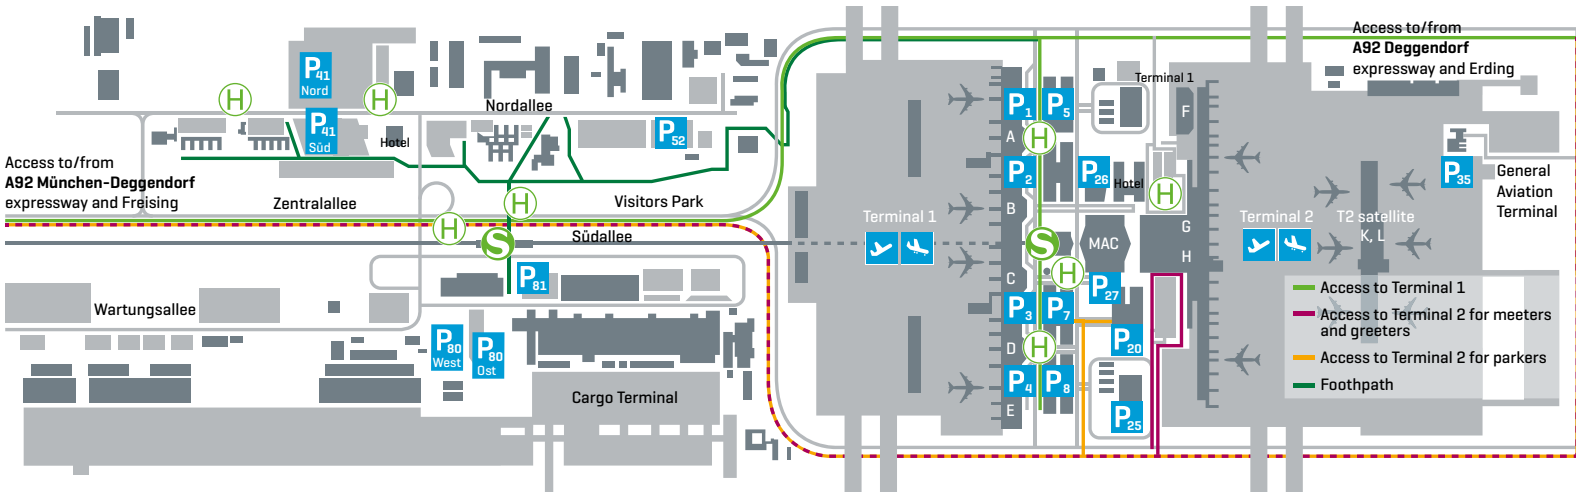 Access to/from
A92 München-Deggendorf
expressway and Freising
P41
Nord
P41
Süd
H
H
Hotel
Nordallee
P52
Zentralallee
Visitors Park
H
H
S
Südallee
P81
Wartungsallee
P80
West
P80
Ost
Cargo Terminal
Terminal 1
P1
P5
A
H
P2
P26
Hotel
H
B
S
MAC
C
H
P27
P3
P7
D
H
P20
P4
P8
E
P25
Terminal 1
F
G
H
Terminal 2
T2 satellite
K, L
Access to/from
A92 Deggendorf
expressway and Erding
P35
General
Aviation
Terminal
Access to Terminal 1
Access to Terminal 2 for meeters
and greeters
Access to Terminal 2 for parkers
Foothpath